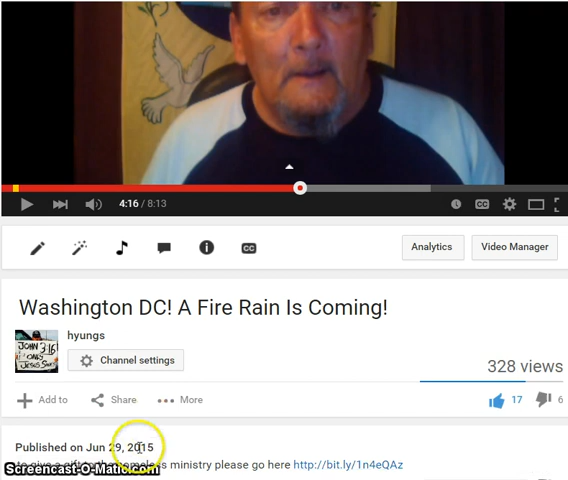 4:16 / 8:13
CC
CC
Analytics
Video Manager
Washington DC! A Fire Rain Is Coming!
hyungs
JOHN 3:16
ONLY
Channel settings
328 views
Add to
Share
More
17
6
Published on Jun 29, 2015
ministry please go here http://bit.ly/1n4eQAz
Screencast-O-Matic.com